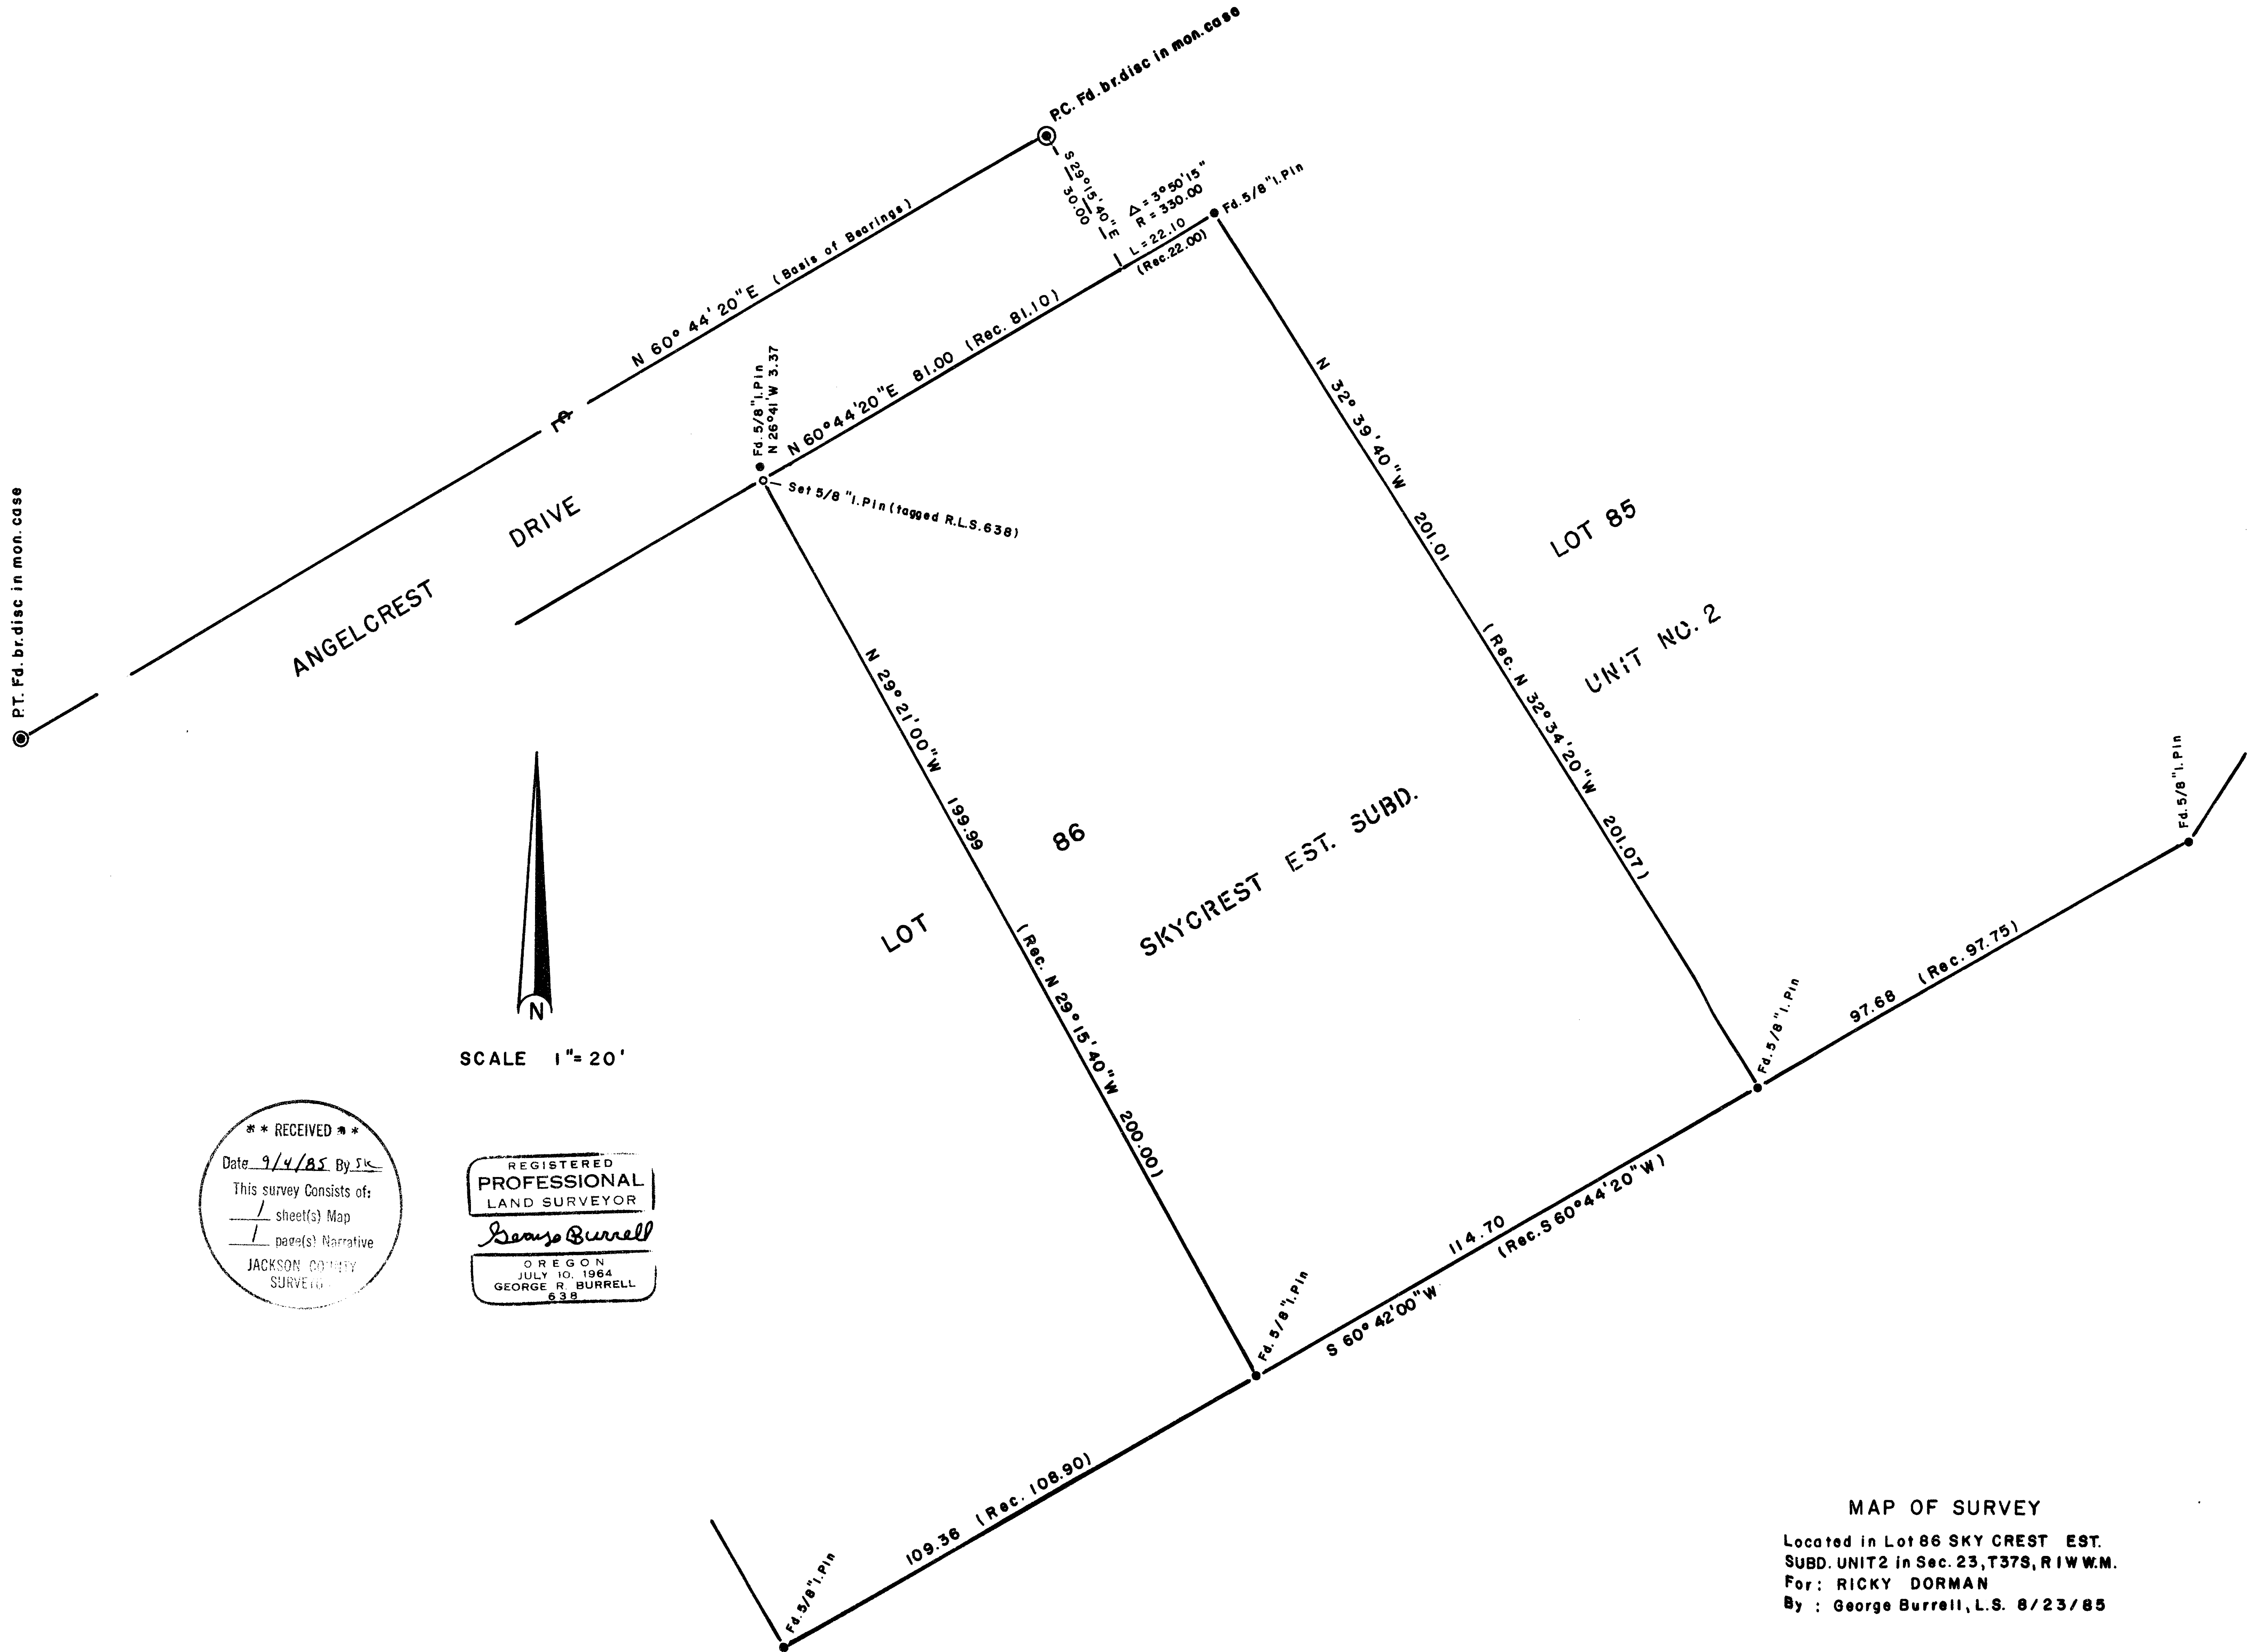 P.C. Fd. br.disc in mon.case
S 29°15'40"E
30.00
Δ = 3°50'15"
R = 330.00
L = 22.10
(Rec.22.00)
Fd. 5/8"I.Pin
N 60° 44' 20"E (Basis of Bearings)
Fd. 5/8"I.Pin
N 26°41'W 3.37
N 60°44'20"E 81.00 (Rec. 81.10)
Set 5/8"I.Pin (tagged R.L.S.638)
P.T. Fd. br.disc in mon.case
ANGELCREST DRIVE
N 32°39'40"W 201.01 (Rec. N 32°34'20"W 201.07)
LOT 85
UNIT NO. 2
N 29°21'00"W 199.99 (Rec. N 29°15'40"W 200.00)
LOT 86
SKYCREST EST. SUBD.
Fd. 5/8"I.Pin
97.68 (Rec. 97.75)
Fd. 5/8"I.Pin
114.70
(Rec. S 60°44'20"W)
S 60°42'00"W
Fd. 5/8"I.Pin
109.36 (Rec. 108.90)
Fd. 5/8"I.Pin
N
SCALE 1"= 20'
* * RECEIVED * *
Date 9/4/85 By SK
This survey Consists of:
1 sheet(s) Map
1 page(s) Narrative
JACKSON COUNTY
REGISTERED
PROFESSIONAL
LAND SURVEYOR
George Burrell
OREGON
JULY 10, 1964
GEORGE R. BURRELL
638
MAP OF SURVEY
Located in Lot 86 SKY CREST EST.
SUBD. UNIT2 in Sec. 23, T37S, R1W W.M.
For: RICKY DORMAN
By : George Burrell, L.S. 8/23/85